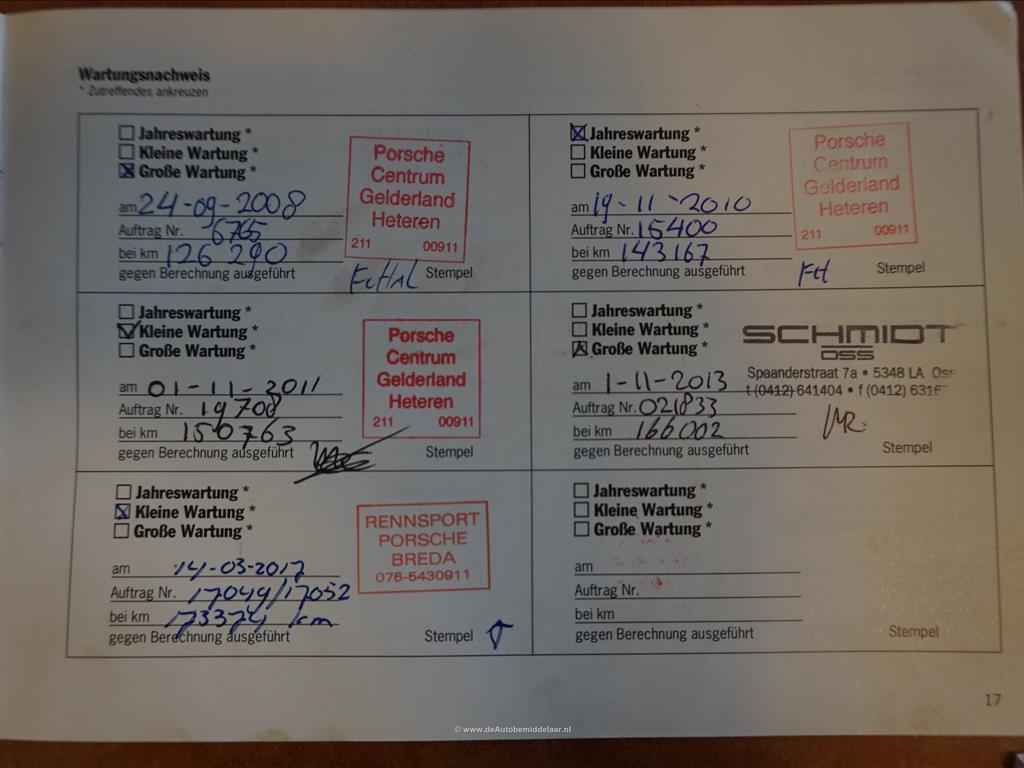 Wartungsnachweis
* Zutreffendes ankreuzen
Jahreswartung *
Kleine Wartung *
Große Wartung *
am 24-09-2008
Auftrag Nr. 6765
bei km 126 290
gegen Berechnung ausgeführt
Stempel
Porsche
Centrum
Gelderland
Heteren
211 00911
Jahreswartung *
Kleine Wartung *
Große Wartung *
am 19-11-2010
Auftrag Nr. 15400
bei km 143167
gegen Berechnung ausgeführt
Stempel
Porsche
Centrum
Gelderland
Heteren
211 00911
Jahreswartung *
Kleine Wartung *
Große Wartung *
am 01-11-2011
Auftrag Nr. 19708
bei km 150763
gegen Berechnung ausgeführt
Stempel
Porsche
Centrum
Gelderland
Heteren
211 00911
Jahreswartung *
Kleine Wartung *
Große Wartung *
am 1-11-2013
Auftrag Nr. 021833
bei km 166002
gegen Berechnung ausgeführt
Stempel
SCHMIDT
OSS
Spaanderstraat 7a • 5348 LA Oss
t (0412) 641404 • f (0412) 6316
Jahreswartung *
Kleine Wartung *
Große Wartung *
am 14-03-2017
Auftrag Nr. 17049/17052
bei km 173374 km
gegen Berechnung ausgeführt
Stempel
RENNSPORT
PORSCHE
BREDA
076-5430911
Jahreswartung *
Kleine Wartung *
Große Wartung *
am
Auftrag Nr.
bei km
gegen Berechnung ausgeführt
Stempel
17
© www.deAutobemiddelaar.nl